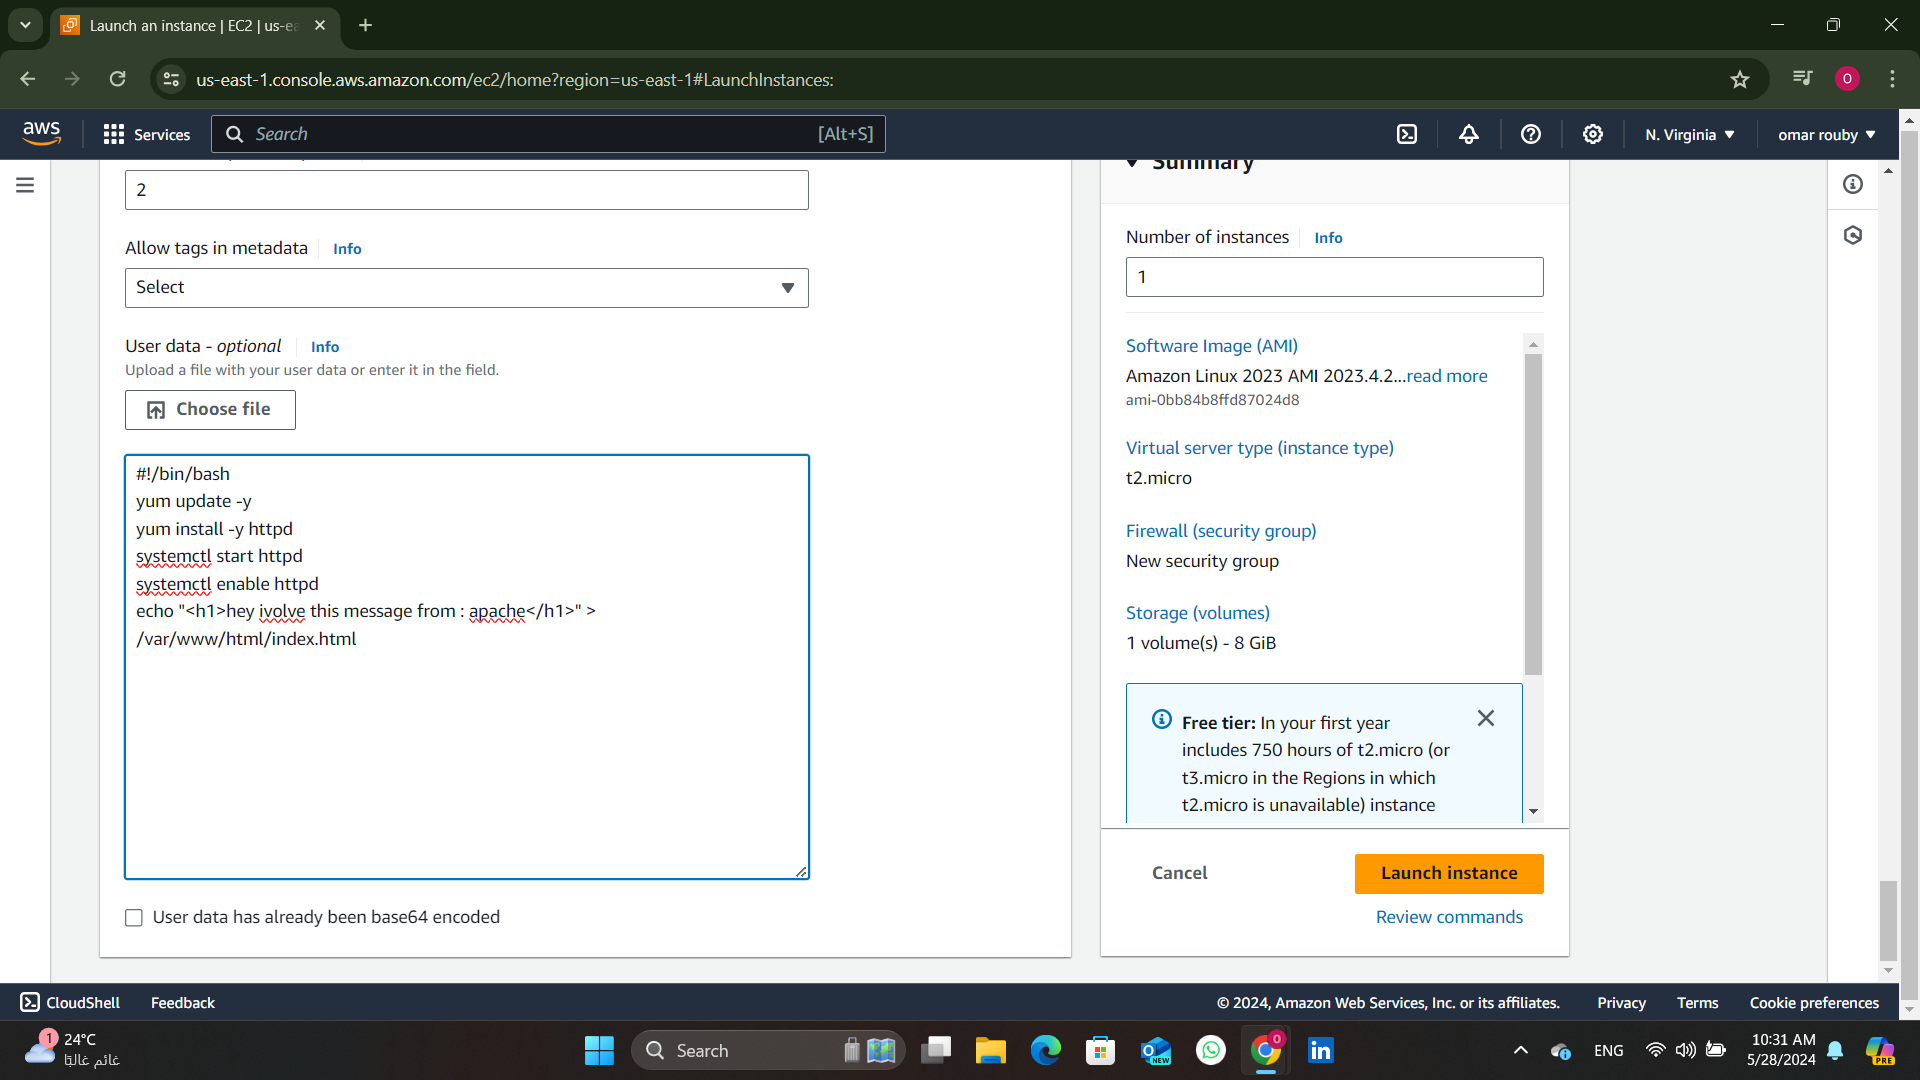 Launch an instance | EC2 | us-ea
us-east-1.console.aws.amazon.com/ec2/home?region=us-east-1#LaunchInstances:
O
aws
Services
Search
[Alt+S]
N. Virginia
omar rouby
2
Allow tags in metadata
Info
Select
User data - optional
Info
Upload a file with your user data or enter it in the field.
Choose file
#!/bin/bash
yum update -y
yum install -y httpd
systemctl start httpd
systemctl enable httpd
echo "<h1>hey ivolve this message from : apache</h1>" >
/var/www/html/index.html
User data has already been base64 encoded
Summary
Number of instances
Info
1
Software Image (AMI)
Amazon Linux 2023 AMI 2023.4.2...read more
ami-0bb84b8ffd87024d8
Virtual server type (instance type)
t2.micro
Firewall (security group)
New security group
Storage (volumes)
1 volume(s) - 8 GiB
Free tier: In your first year
includes 750 hours of t2.micro (or
t3.micro in the Regions in which
t2.micro is unavailable) instance
Cancel
Launch instance
Review commands
CloudShell
Feedback
© 2024, Amazon Web Services, Inc. or its affiliates.
Privacy
Terms
Cookie preferences
1
24°C
غائم غالبًا
Search
NEW
O
in
ENG
10:31 AM
5/28/2024
PRE